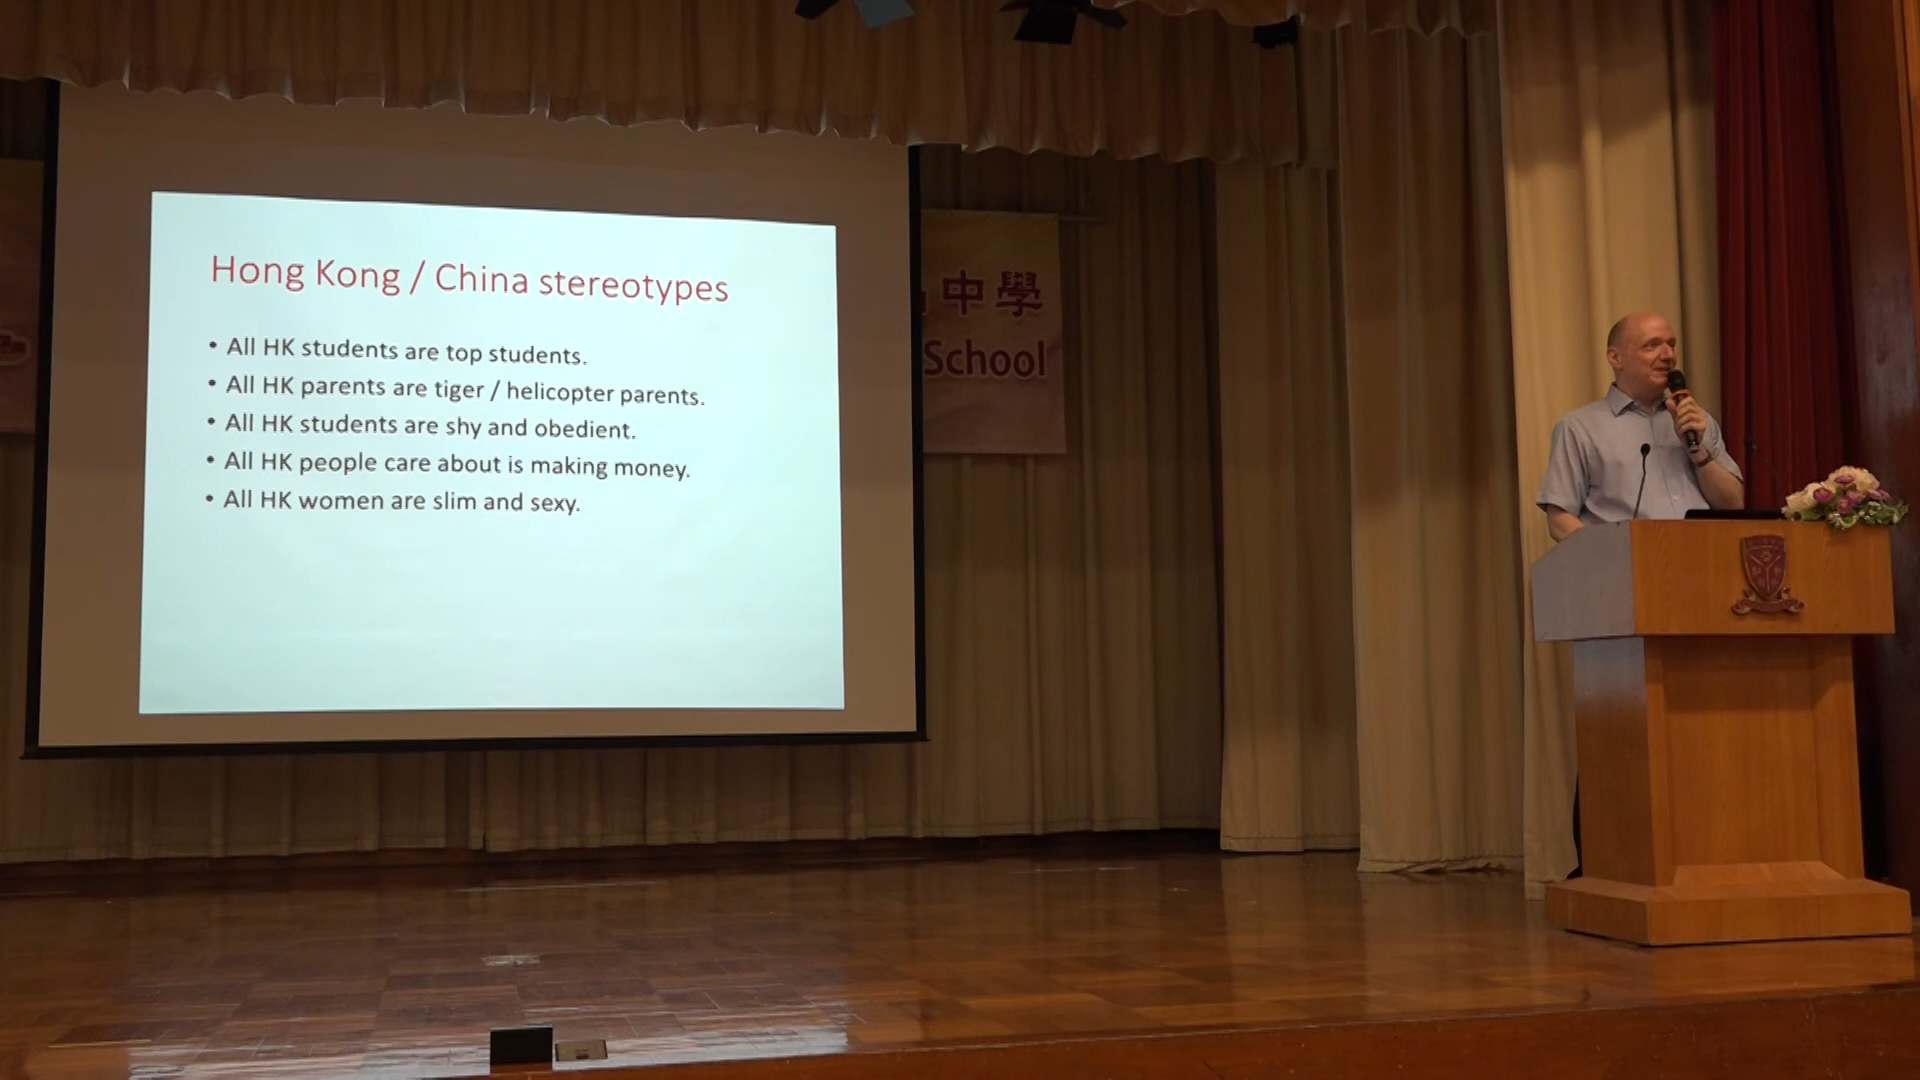 Hong Kong / China stereotypes
• All HK students are top students.
• All HK parents are tiger / helicopter parents.
• All HK students are shy and obedient.
• All HK people care about is making money.
• All HK women are slim and sexy.
中學
School